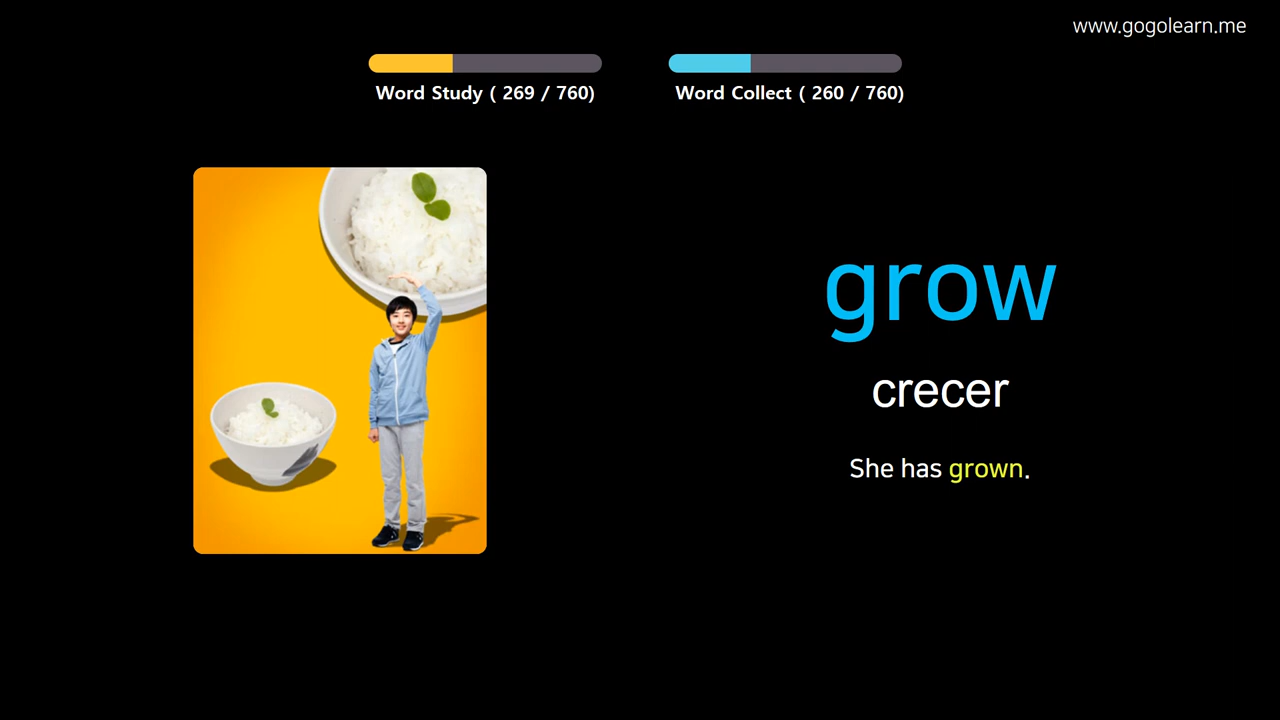 www.gogolearn.me
Word Study ( 269 / 760)
Word Collect ( 260 / 760)
grow
crecer
She has grown.